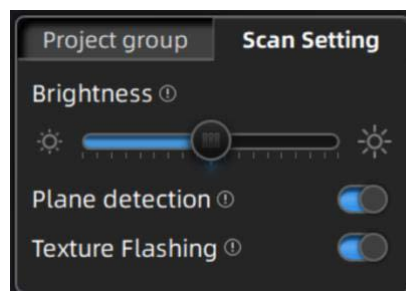 Project group
Scan Setting
Brightness
Plane detection
Texture Flashing